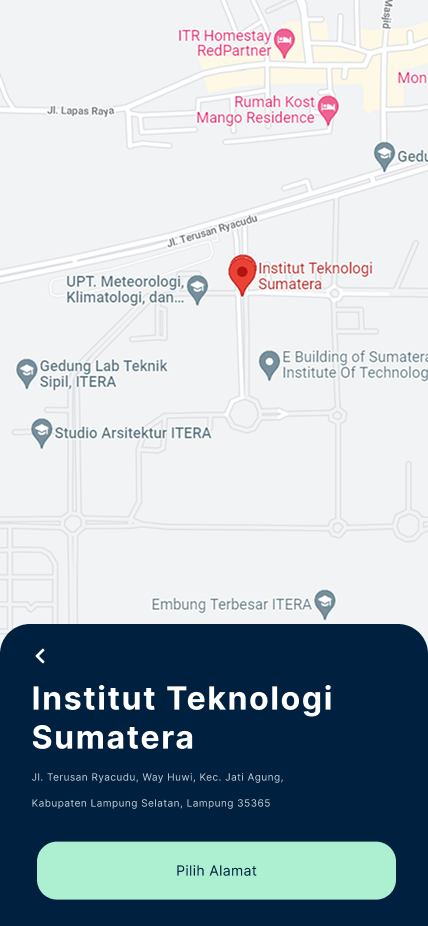 Masjid
ITR Homestay
RedPartner
Mon
Rumah Kost
Mango Residence
Jl. Lapas Raya
Gedu
Jl. Terusan Ryacudu
Institut Teknologi
Sumatera
UPT. Meteorologi,
Klimatologi, dan...
E Building of Sumatera
Institute Of Technolog
Gedung Lab Teknik
Sipil, ITERA
Studio Arsitektur ITERA
Embung Terbesar ITERA
Institut Teknologi
Sumatera
Jl. Terusan Ryacudu, Way Huwi, Kec. Jati Agung,
Kabupaten Lampung Selatan, Lampung 35365
Pilih Alamat